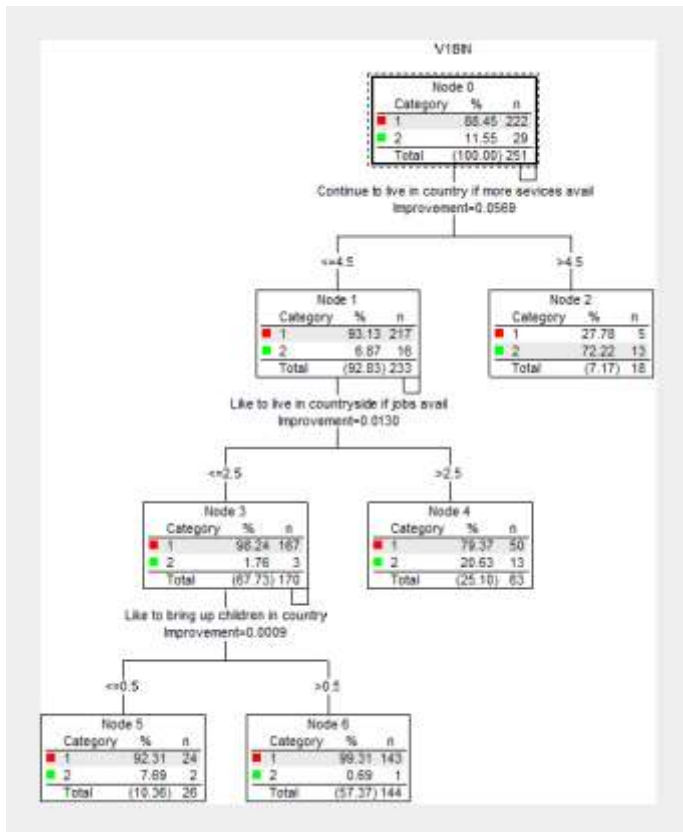 V1BIN
Node 0
Category % n
1 88.45 222
2 11.55 29
Total (100.00) 251
Continue to live in country if more sevices avail
Improvement=0.0569
<=4.5 >4.5
Node 1 Node 2
Category % n Category % n
1 93.13 217 1 27.78 5
2 6.87 16 2 72.22 13
Total (92.83) 233 Total (7.17) 18
Like to live in countryside if jobs avail
Improvement=0.0130
<=2.5 >2.5
Node 3 Node 4
Category % n Category % n
1 98.24 167 1 79.37 50
2 1.76 3 2 20.63 13
Total (67.73) 170 Total (25.10) 63
Like to bring up children in country
Improvement=0.0009
<=0.5 >0.5
Node 5 Node 6
Category % n Category % n
1 92.31 24 1 99.31 143
2 7.69 2 2 0.69 1
Total (10.36) 26 Total (57.37) 144